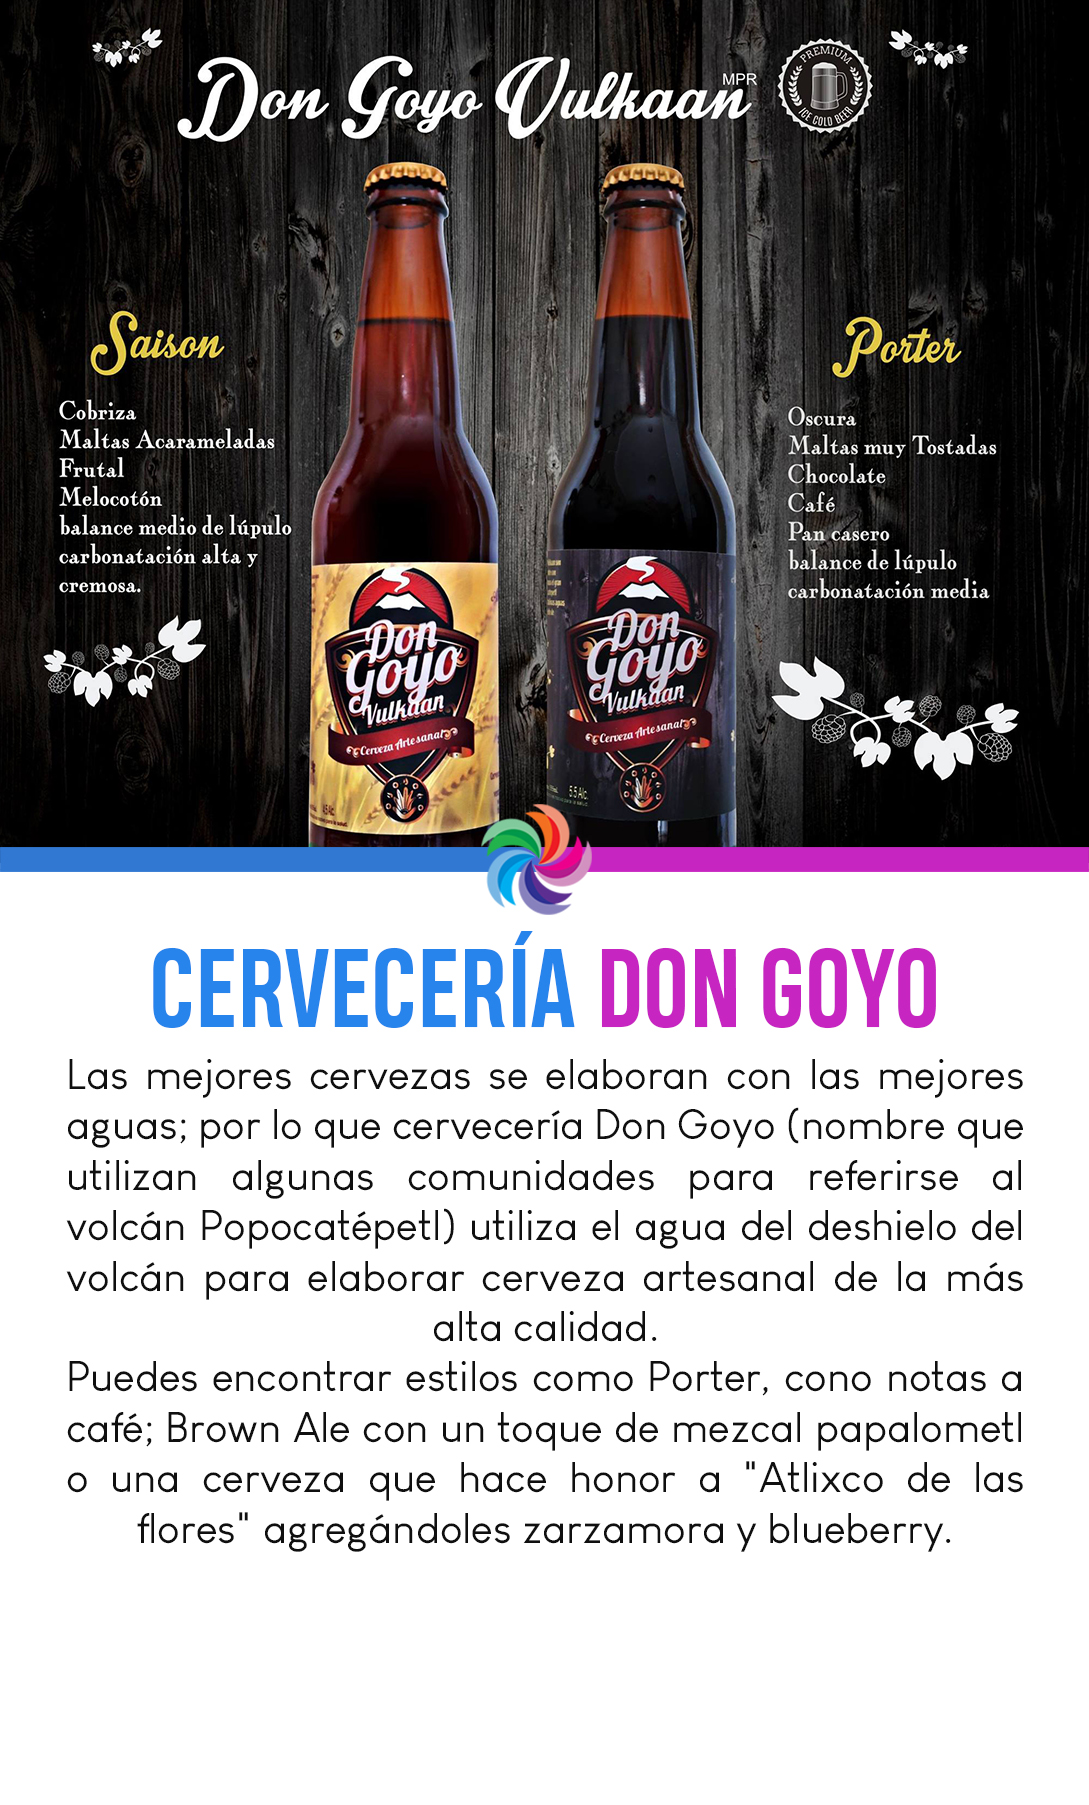 Don Goyo Vulkaan
MPR
PREMIUM
ICE COLD BEER
Saison
Cobriza
Maltas Acarameladas
Frutal
Melocotón
balance medio de lúpulo
carbonatación alta y
cremosa.
Porter
Oscura
Maltas muy Tostadas
Chocolate
Café
Pan casero
balance de lúpulo
carbonatación media
Don
Goyo
Vulkaan
Cerveza Artesanal
Don
Goyo
Vulkaan
Cerveza Artesanal
5.5 Alc.
CERVECERÍA DON GOYO
Las mejores cervezas se elaboran con las mejores
aguas; por lo que cervecería Don Goyo (nombre que
utilizan algunas comunidades para referirse al
volcán Popocatépetl) utiliza el agua del deshielo del
volcán para elaborar cerveza artesanal de la más
alta calidad.
Puedes encontrar estilos como Porter, cono notas a
café; Brown Ale con un toque de mezcal papalometl
o una cerveza que hace honor a "Atlixco de las
flores" agregándoles zarzamora y blueberry.